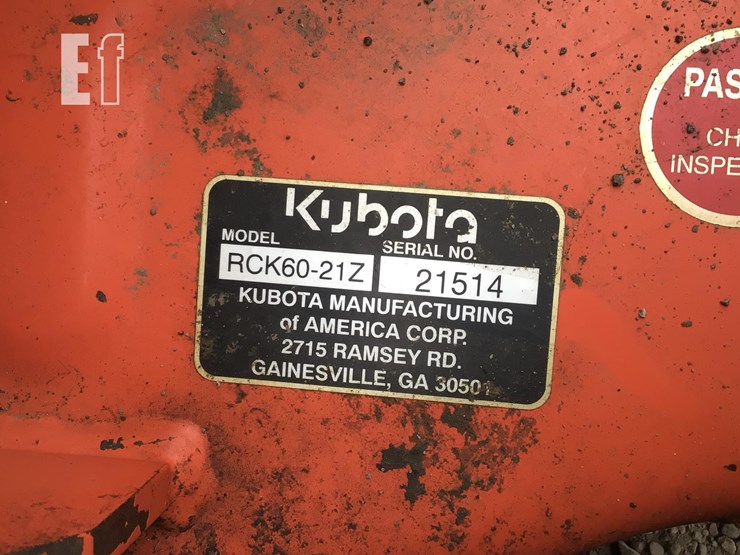 Ef
PAS
CH
INSPE
Kubota
MODEL SERIAL NO.
RCK60-21Z 21514
KUBOTA MANUFACTURING
of AMERICA CORP.
2715 RAMSEY RD.
GAINESVILLE, GA 30501